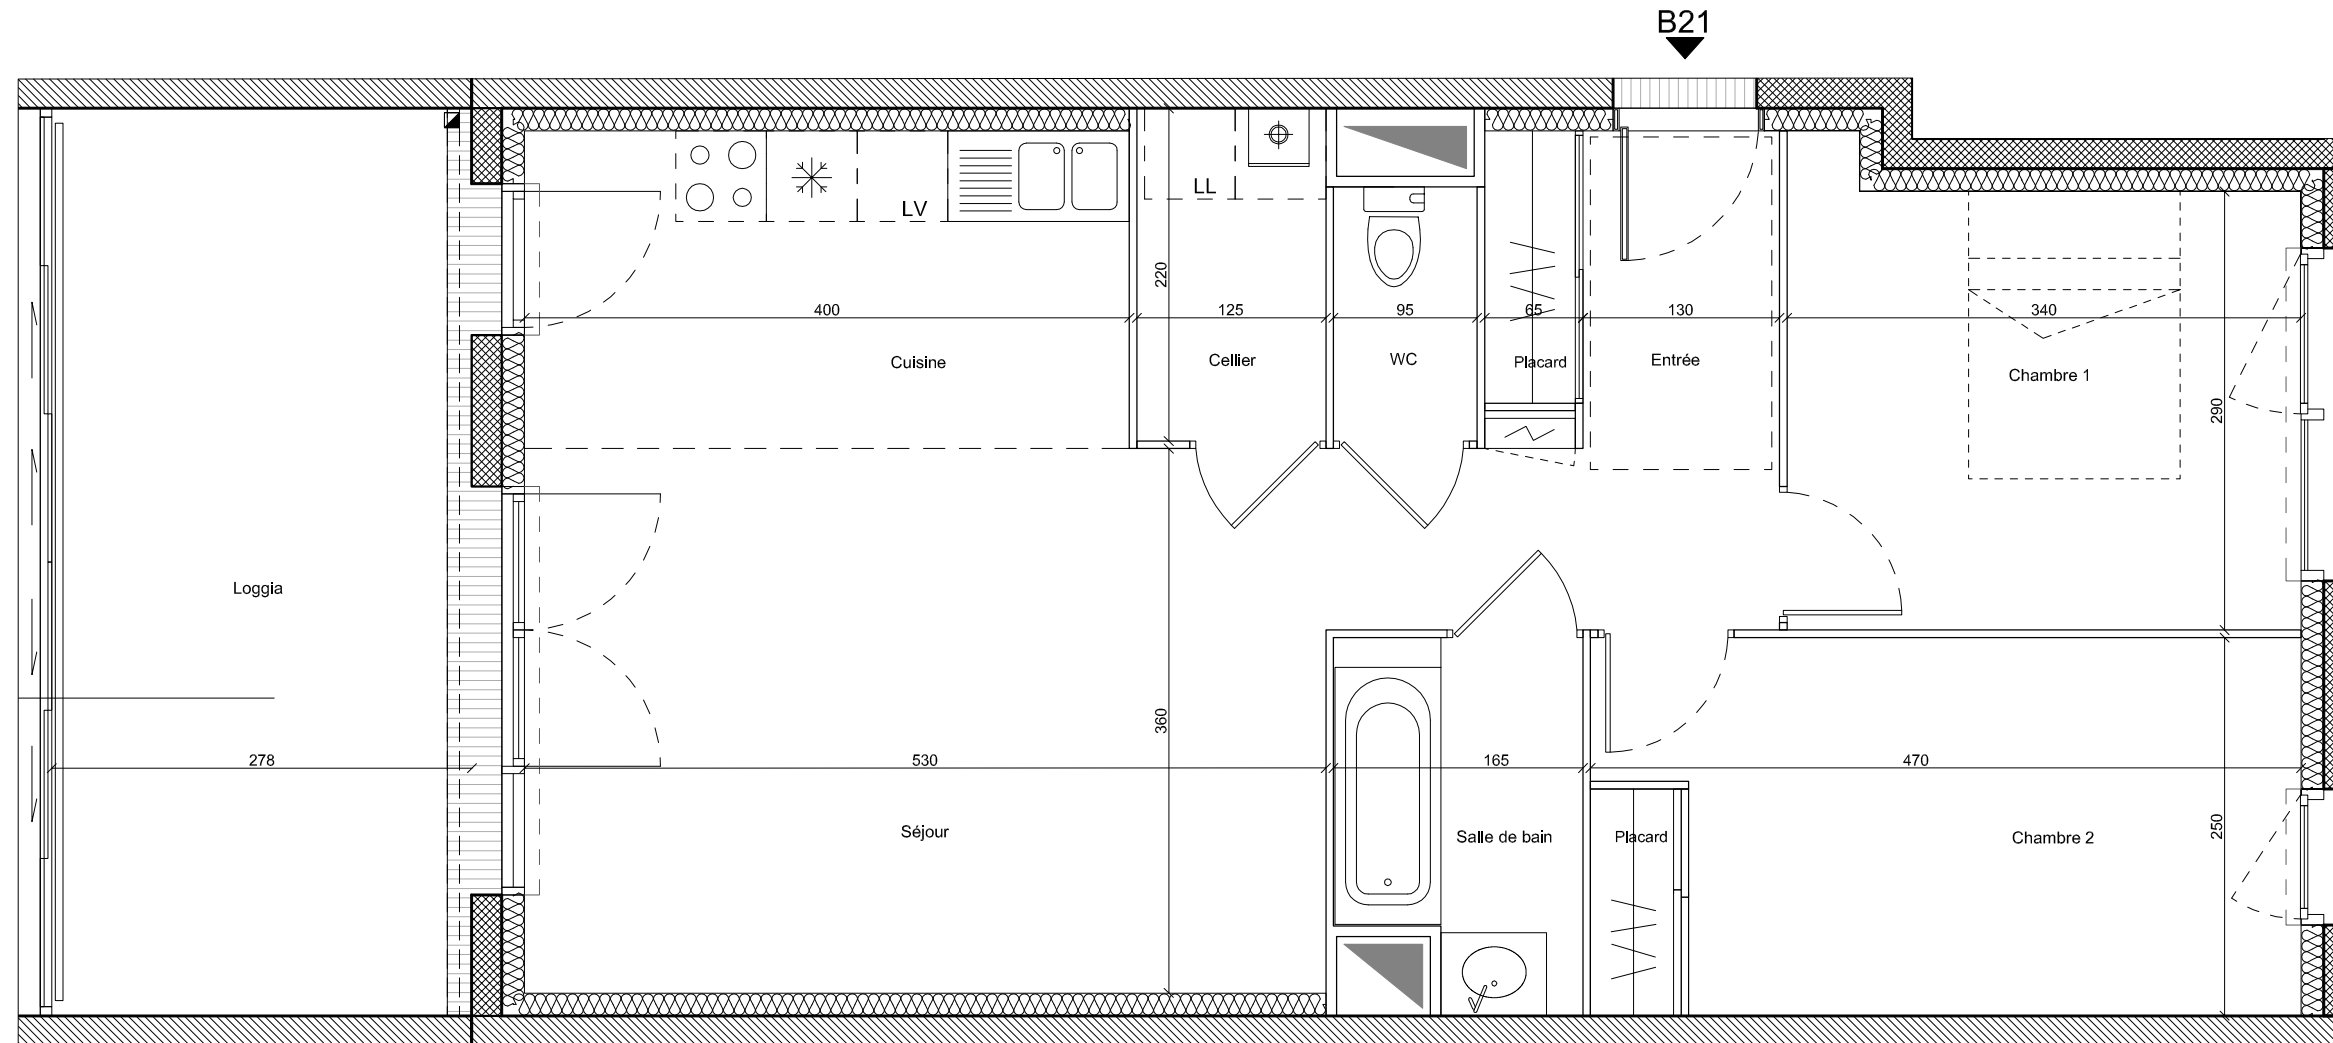 B21
LL
LV
220
400
125
95
65
130
340
Cuisine
Cellier
WC
Placard
Entrée
Chambre 1
290
Loggia
360
278
530
165
470
Séjour
Salle de bain
Placard
Chambre 2
250